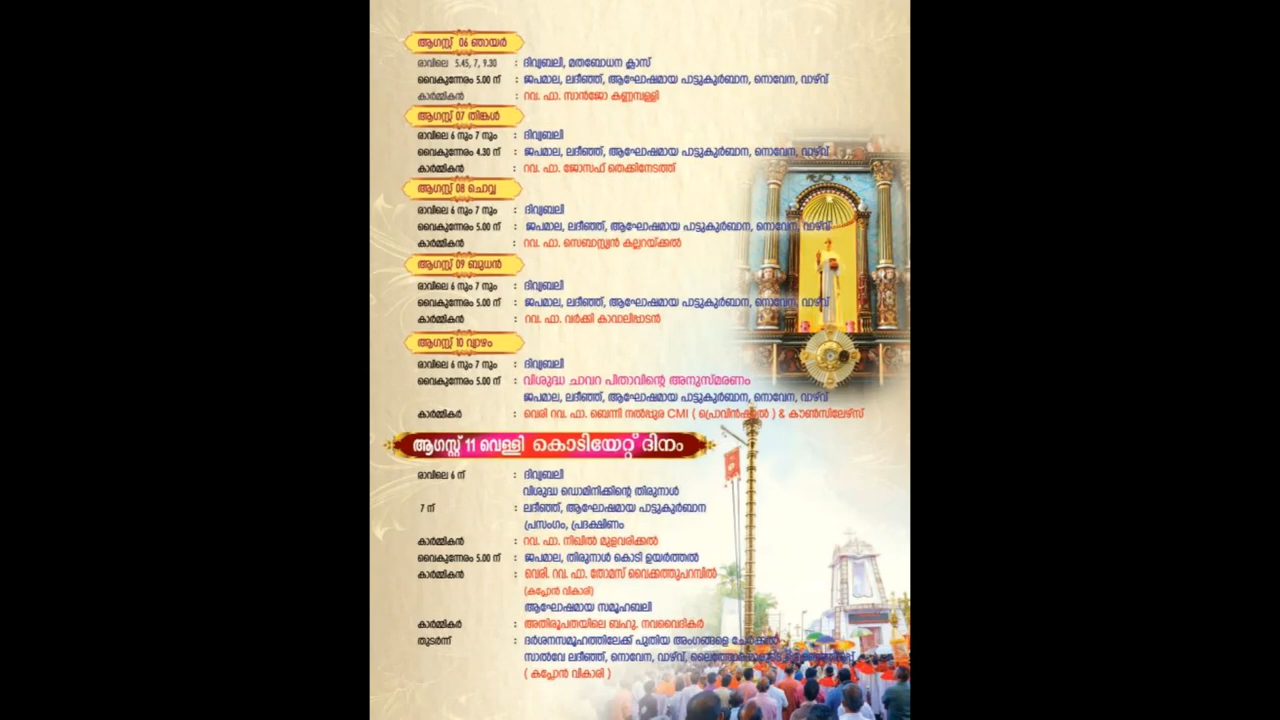 ആഗസ്റ്റ് 06 ഞായർ
രാവിലെ 5.45, 7, 9.30 : ദിവ്യബലി, മതബോധന ക്ലാസ്
വൈകുന്നേരം 5.00 ന് : ജപമാല, ലദീഞ്ഞ്, ആഘോഷമായ പാട്ടുകുർബാന, നൊവേന, വാഴ്വ്
കാർമ്മികൻ : റവ. ഫാ. സാൻജോ കണ്ണമ്പള്ളി
ആഗസ്റ്റ് 07 തിങ്കൾ
രാവിലെ 6 നും 7 നും : ദിവ്യബലി
വൈകുന്നേരം 4.30 ന് : ജപമാല, ലദീഞ്ഞ്, ആഘോഷമായ പാട്ടുകുർബാന, നൊവേന, വാഴ്വ്
കാർമ്മികൻ : റവ. ഫാ. ജോസഫ് തെക്കിനേടത്ത്
ആഗസ്റ്റ് 08 ചൊവ്വ
രാവിലെ 6 നും 7 നും : ദിവ്യബലി
വൈകുന്നേരം 5.00 ന് : ജപമാല, ലദീഞ്ഞ്, ആഘോഷമായ പാട്ടുകുർബാന, നൊവേന, വാഴ്വ്
കാർമ്മികൻ : റവ. ഫാ. സെബാസ്റ്റ്യൻ കല്ലറയ്ക്കൽ
ആഗസ്റ്റ് 09 ബുധൻ
രാവിലെ 6 നും 7 നും : ദിവ്യബലി
വൈകുന്നേരം 5.00 ന് : ജപമാല, ലദീഞ്ഞ്, ആഘോഷമായ പാട്ടുകുർബാന, നൊവേന, വാഴ്വ്
കാർമ്മികൻ : റവ. ഫാ. വർക്കി കാവാലിപ്പാടൻ
ആഗസ്റ്റ് 10 വ്യാഴം
രാവിലെ 6 നും 7 നും : ദിവ്യബലി
വൈകുന്നേരം 5.00 ന് : വിശുദ്ധ ചാവറ പിതാവിന്റെ അനുസ്മരണം
ജപമാല, ലദീഞ്ഞ്, ആഘോഷമായ പാട്ടുകുർബാന, നൊവേന, വാഴ്വ്
കാർമ്മികർ : വെരി റവ. ഫാ. ബെന്നി നൽപ്പുര CMI ( പ്രൊവിൻഷ്യൽ ) & കൗൺസിലേഴ്സ്
ആഗസ്റ്റ് 11 വെള്ളി കൊടിയേറ്റ് ദിനം
രാവിലെ 6 ന് : ദിവ്യബലി
വിശുദ്ധ ഡൊമിനിക്കിന്റെ തിരുനാൾ
7 ന് : ലദീഞ്ഞ്, ആഘോഷമായ പാട്ടുകുർബാന
പ്രസംഗം, പ്രദക്ഷിണം
കാർമ്മികൻ : റവ. ഫാ. നിഖിൽ മുളവരിക്കൽ
വൈകുന്നേരം 5.00 ന് : ജപമാല, തിരുനാൾ കൊടി ഉയർത്തൽ
കാർമ്മികൻ : വെരി. റവ. ഫാ. തോമസ് വൈക്കത്തുപറമ്പിൽ
(കപ്ലോൻ വികാരി)
ആഘോഷമായ സമൂഹബലി
കാർമ്മികർ : അതിരൂപതയിലെ ബഹു. നവവൈദികർ
തുടർന്ന് : ദർശനസമൂഹത്തിലേക്ക് പുതിയ അംഗങ്ങളെ ചേർക്കൽ
സാൽവേ ലദീഞ്ഞ്, നൊവേന, വാഴ്വ്,
( കപ്ലോൻ വികാരി )